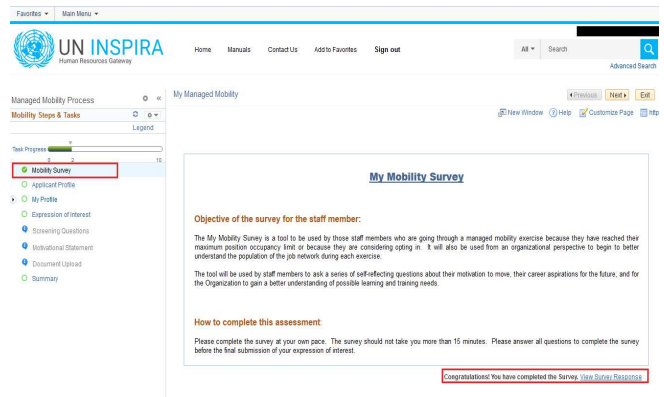 Favorites Main Menu
UN INSPIRA
Human Resources Gateway
Home Manuals Contact Us Add to Favorites Sign out
All Search
Advanced Search
Managed Mobility Process
My Managed Mobility
Previous Next Exit
Mobility Steps & Tasks
New Window Help Customize Page http
Legend
Task Progress
0 2 10
Mobility Survey
Applicant Profile
My Profile
Expression of Interest
Screening Questions
Motivational Statement
Document Upload
Summary
My Mobility Survey
Objective of the survey for the staff member:
The My Mobility Survey is a tool to be used by those staff members who are going through a managed mobility exercise because they have reached their
maximum position occupancy limit or because they are considering opting in. It will also be used from an organizational perspective to begin to better
understand the population of the job network during each exercise.
The tool will be used by staff members to ask a series of self-reflecting questions about their motivation to move, their career aspirations for the future, and for
the Organization to gain a better understanding of possible learning and training needs.
How to complete this assessment
Please complete the survey at your own pace. The survey should not take you more than 15 minutes. Please answer all questions to complete the survey
before the final submission of your expression of interest.
Congratulations! You have completed the Survey. View Survey Response